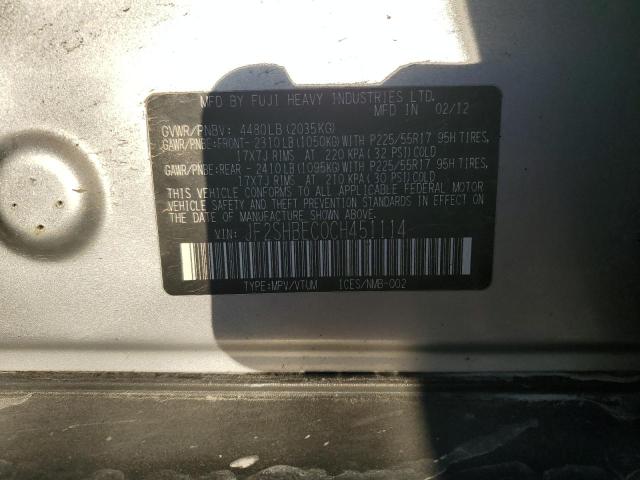 MFD BY FUJI HEAVY INDUSTRIES LTD.
MFD IN 02/12
GVWR/PNBV: 4480LB(2035KG)
GAWR/PNBE:FRONT- 2310LB(1050KG) WITH P225/55R17 95H TIRES,
17X7J RIMS AT 220 KPA(32 PSI)COLD
GAWR/PNBE:REAR - 2410LB(1095KG) WITH P225/55R17 95H TIRES,
17X7J RIMS AT 210 KPA(30 PSI)COLD
THIS VEHICLE CONFORMS TO ALL APPLICABLE FEDERAL MOTOR
VEHICLE SAFETY AND THEFT PREVENTION STANDARDS IN EFFECT ON
THE DATE OF MANUFACTURE SHOWN ABOVE.
VIN: JF2SHBEC0CH451114
TYPE:MPV/VTUM ICES/NMB-002